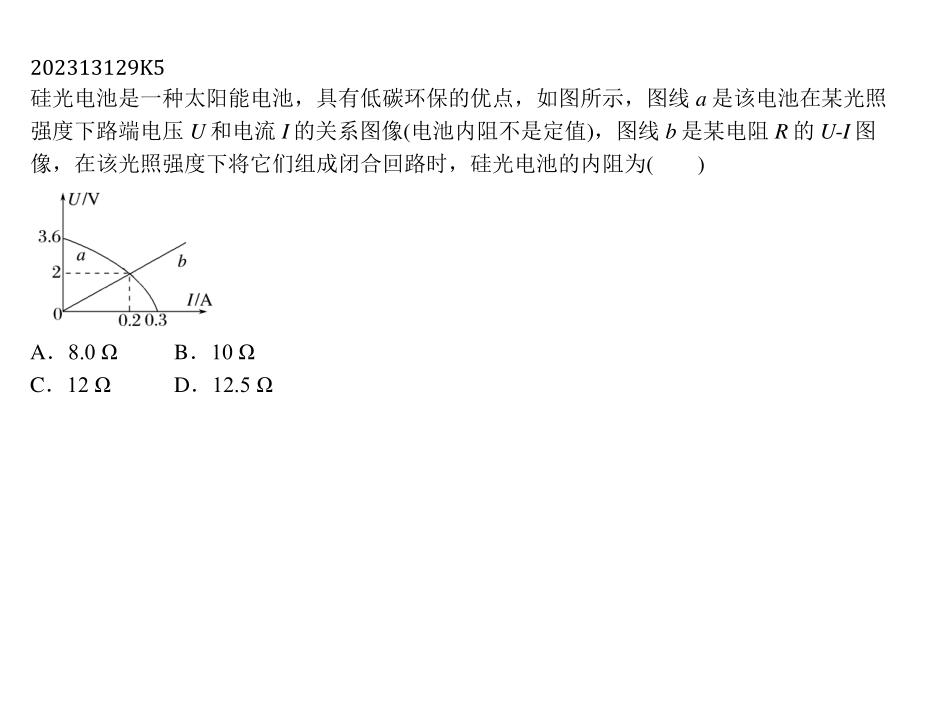 202313129K5
硅光电池是一种太阳能电池，具有低碳环保的优点，如图所示，图线 a 是该电池在某光照
强度下路端电压 U 和电流 I 的关系图像(电池内阻不是定值)，图线 b 是某电阻 R 的 U-I 图
像，在该光照强度下将它们组成闭合回路时，硅光电池的内阻为(　　)
U/V
3.6
a
b
2
I/A
0
0.2 0.3
A．8.0 Ω　　B．10 Ω
C．12 Ω　　D．12.5 Ω